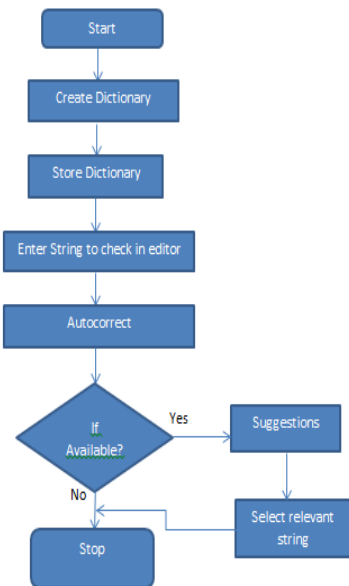 Start
Create Dictionary
Store Dictionary
Enter String to check in editor
Autocorrect
If
Available?
Yes
Suggestions
No
Select relevant
string
Stop